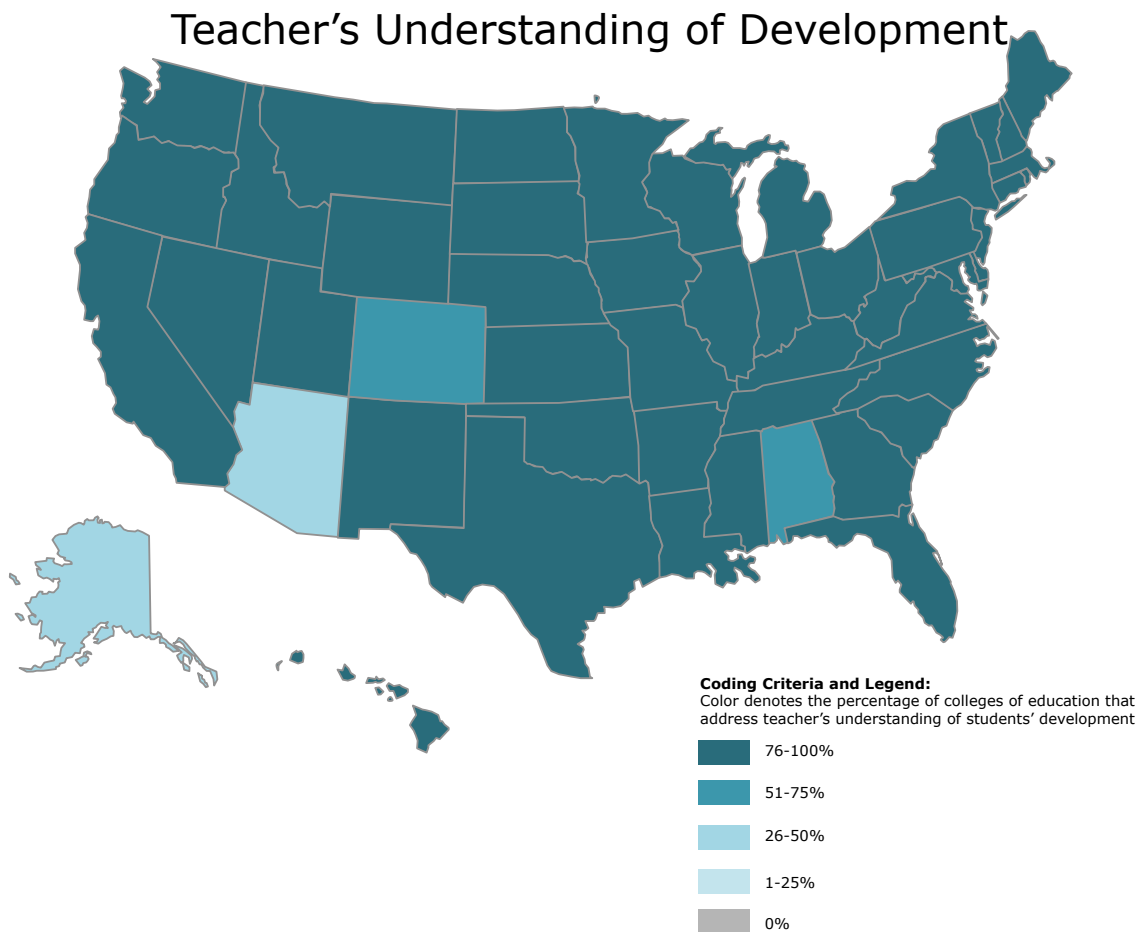 Teacher’s Understanding of Development
Coding Criteria and Legend:
Color denotes the percentage of colleges of education that
address teacher’s understanding of students’ development
76-100%
51-75%
26-50%
1-25%
0%